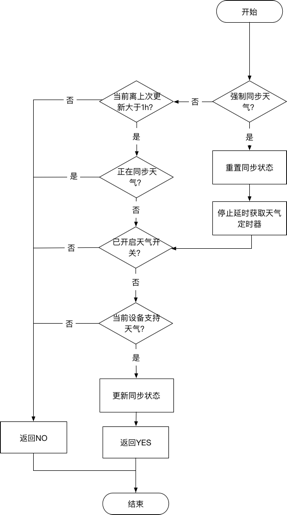 开始
强制同步天
气?
否
当前离上次更
新大于1h?
否
是
是
重置同步状态
正在同步天
气?
是
否
停止延时获取天气
定时器
已开启天气开
关?
否
否
当前设备支持
天气?
否
是
更新同步状态
返回NO
返回YES
结束